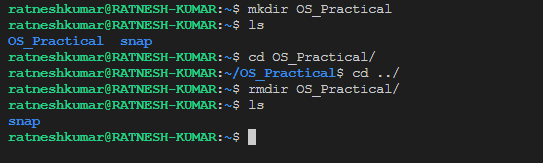 ratneshkumar@RATNESH-KUMAR:~$ mkdir OS_Practical
ratneshkumar@RATNESH-KUMAR:~$ ls
OS_Practical  snap
ratneshkumar@RATNESH-KUMAR:~$ cd OS_Practical/
ratneshkumar@RATNESH-KUMAR:~/OS_Practical$ cd ../
ratneshkumar@RATNESH-KUMAR:~$ rmdir OS_Practical/
ratneshkumar@RATNESH-KUMAR:~$ ls
snap
ratneshkumar@RATNESH-KUMAR:~$